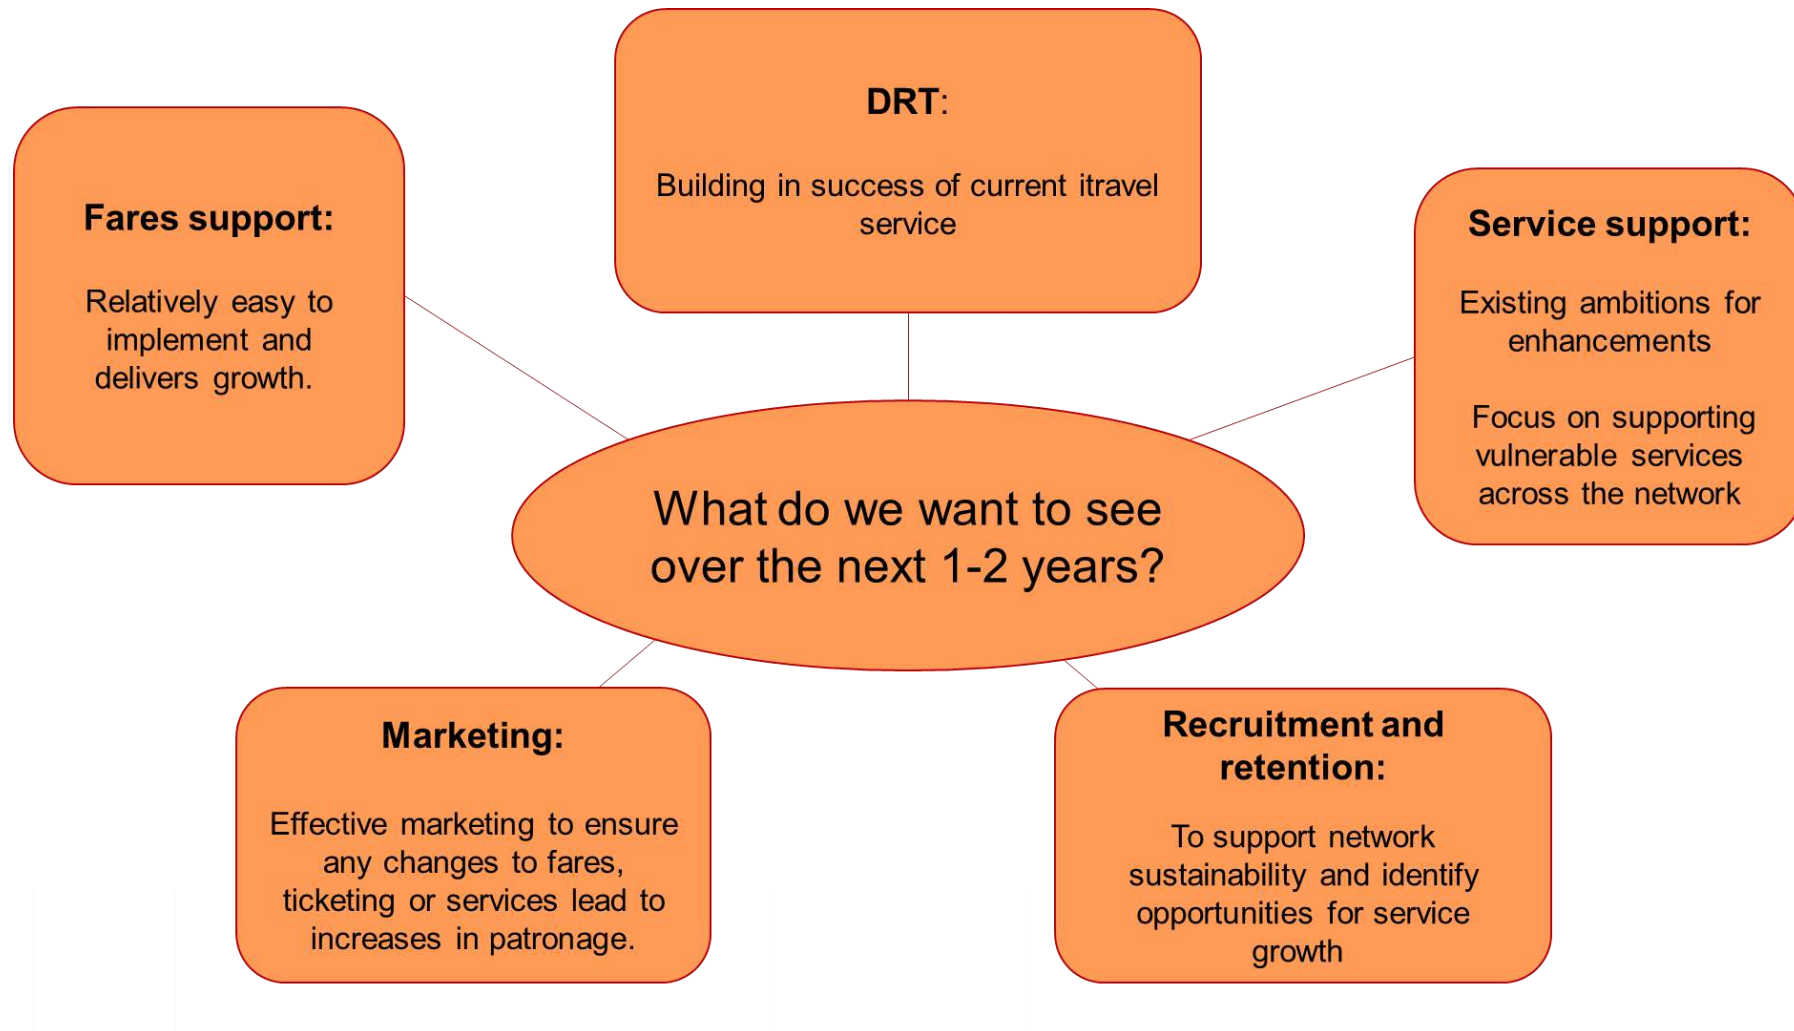 DRT:
Building in success of current itravel
service
Fares support:
Relatively easy to
implement and
delivers growth.
Service support:
Existing ambitions for
enhancements
Focus on supporting
vulnerable services
across the network
What do we want to see
over the next 1-2 years?
Marketing:
Effective marketing to ensure
any changes to fares,
ticketing or services lead to
increases in patronage.
Recruitment and
retention:
To support network
sustainability and identify
opportunities for service
growth